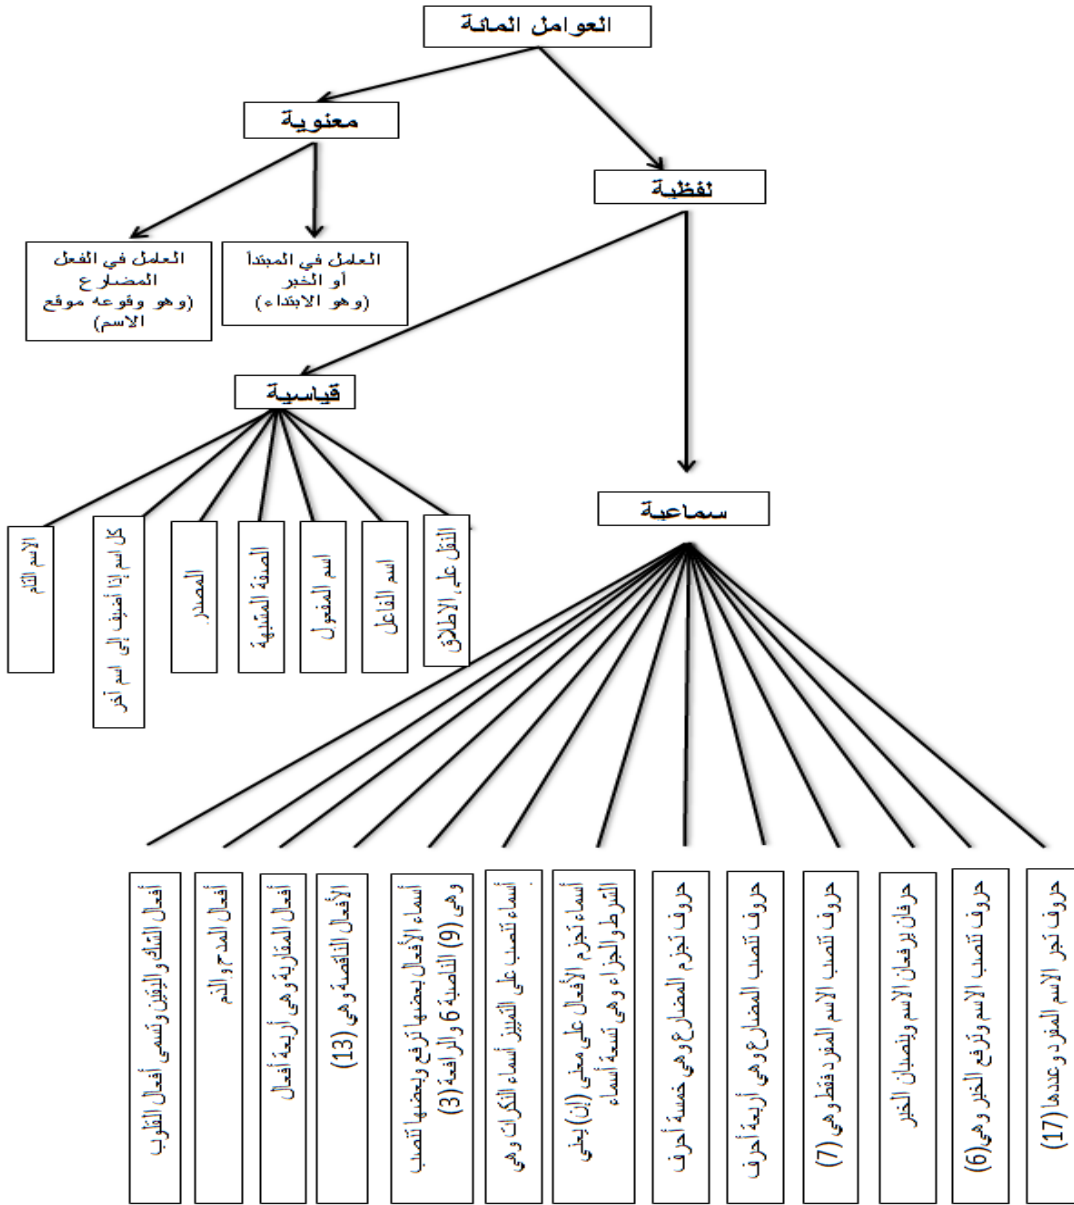 العوامل المائة
معنوية
لفظية
العامل في المبتدأ
أو الخبر
(وهو الابتداء)
العامل في الفعل
المضارع
(وهو وقوعه موقع
الاسم)
قياسية
سماعية
الفعل على الاطلاق
اسم الفاعل
اسم المفعول
الصفة المشبهة
المصدر
كل اسم إذا أضيف إلى اسم آخر
الاسم التام
حروف تجر الاسم المفرد وعددها (17)
حروف تنصب الاسم وترفع الخبر وهي(6)
حرفان يرفعان الاسم وينصبان الخبر
حروف تنصب الاسم المفرد فقط وهي (7)
حروف تنصب المضارع وهي أربعة أحرف
حروف تجزم المضارع وهي خمسة أحرف
أسماء تجزم الأفعال على معنى (إن) يعني
الشرط والجزاء وهي تسعة أسماء
أسماء تنصب على التمييز أسماء النكرات وهي
أسماء الأفعال بعضها ترفع وبعضها تنصب
وهي (9) الناصبة 6 والرافعة (3)
الأفعال الناقصة وهي (13)
أفعال المقاربة وهي أربعة أفعال
أفعال المدح والذم
أفعال الشك واليقين وتسمى أفعال القلوب